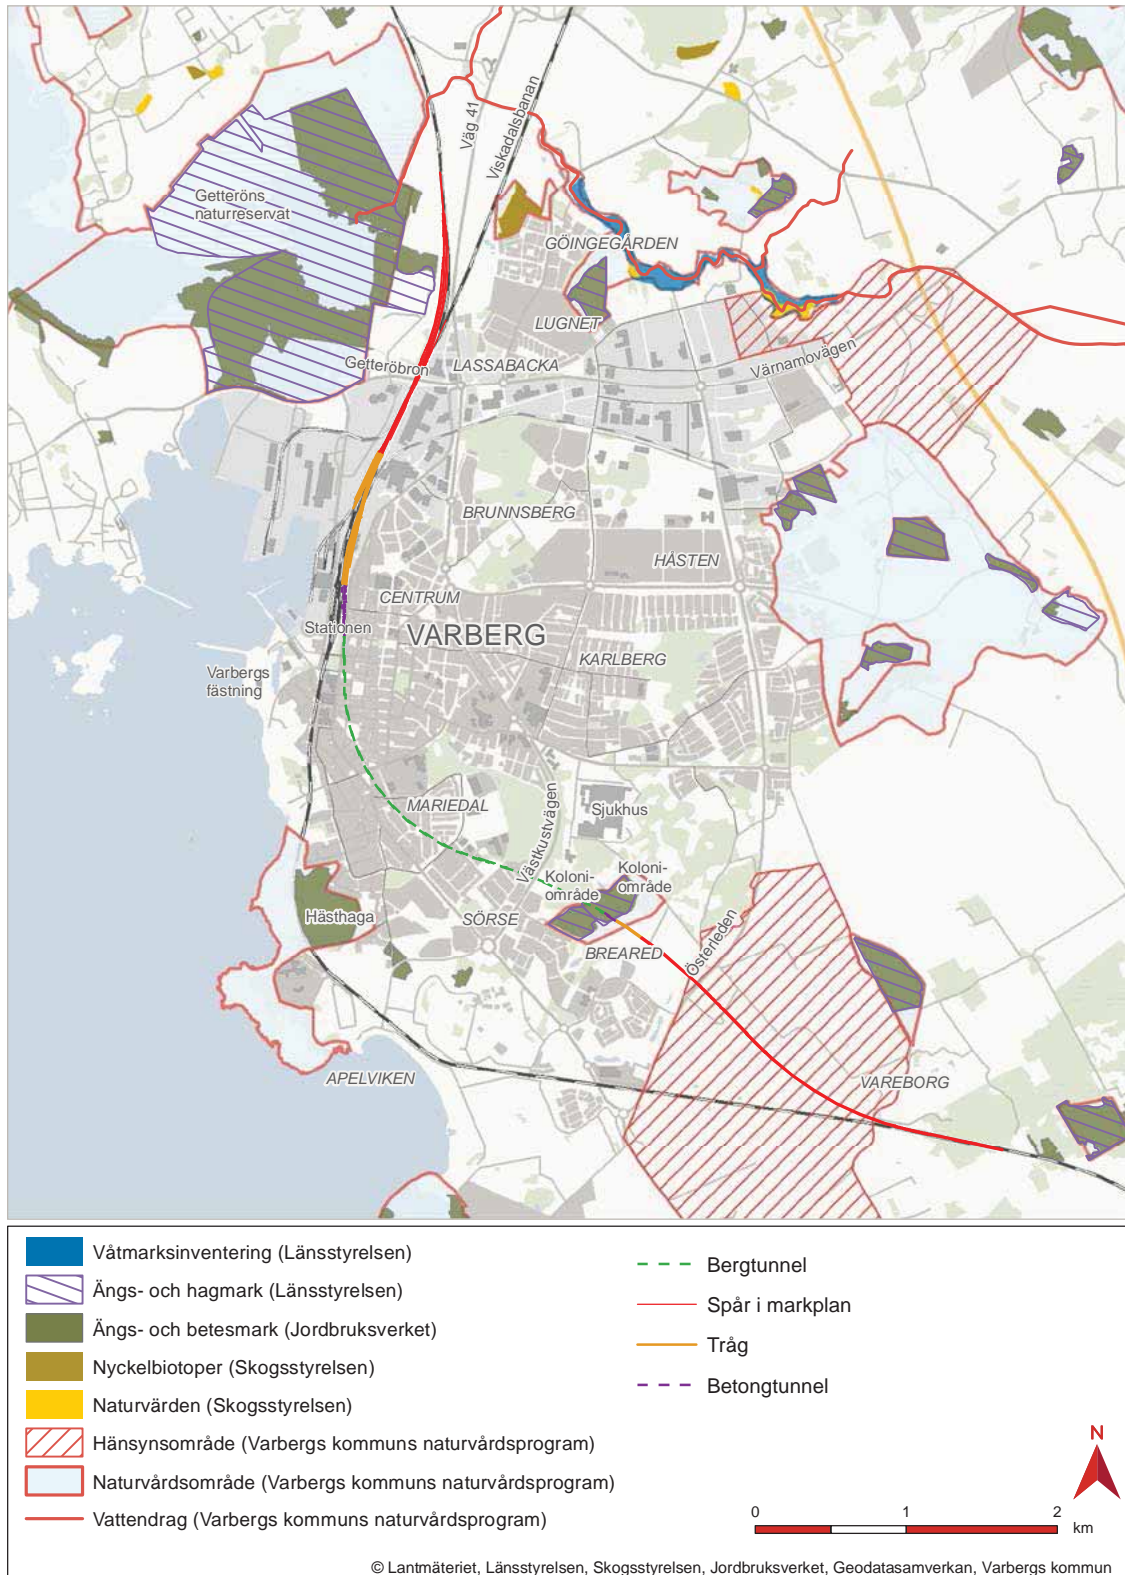 Väg 41
Viskadalsbanan
Getteröns
naturreservat
GÖINGEGÅRDEN
LUGNET
Getteröbron
LASSABACKA
Värnamovägen
BRUNNSBERG
HÅSTEN
CENTRUM
Stationen
VARBERG
KARLBERG
Varbergs
fästning
MARIEDAL
Västkustvägen
Sjukhus
Koloni-
område
Koloni-
område
Hästhaga
SÖRSE
BREARED
Österleden
APELVIKEN
VAREBORG
Våtmarksinventering (Länsstyrelsen)
Ängs- och hagmark (Länsstyrelsen)
Ängs- och betesmark (Jordbruksverket)
Nyckelbiotoper (Skogsstyrelsen)
Naturvärden (Skogsstyrelsen)
Hänsynsområde (Varbergs kommuns naturvårdsprogram)
Naturvårdsområde (Varbergs kommuns naturvårdsprogram)
Vattendrag (Varbergs kommuns naturvårdsprogram)
Bergtunnel
Spår i markplan
Tråg
Betongtunnel
N
0 1 2
km
© Lantmäteriet, Länsstyrelsen, Skogsstyrelsen, Jordbruksverket, Geodatasamverkan, Varbergs kommun